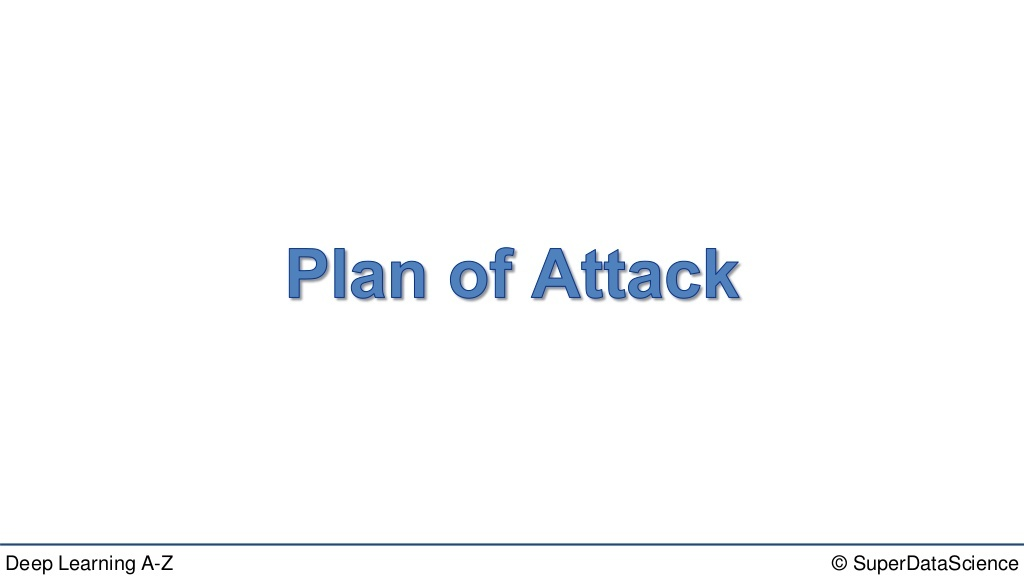 Plan of Attack
Deep Learning A-Z
© SuperDataScience